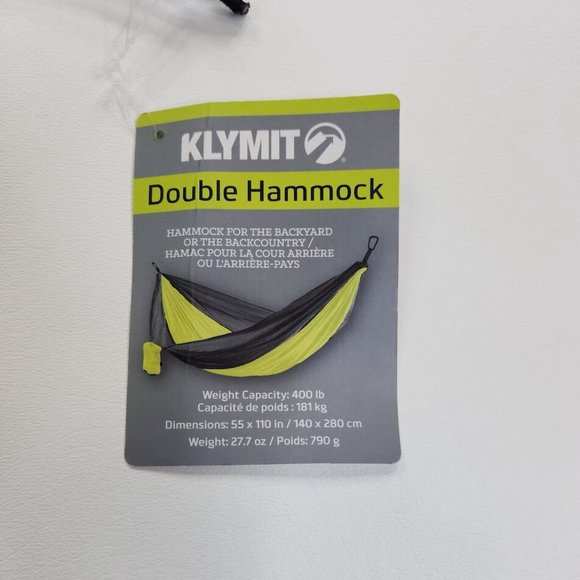 KLYMIT
Double Hammock
HAMMOCK FOR THE BACKYARD
OR THE BACKCOUNTRY /
HAMAC POUR LA COUR ARRIÈRE
OU L'ARRIÈRE-PAYS
Weight Capacity: 400 lb
Capacité de poids : 181 kg
Dimensions: 55 x 110 in / 140 x 280 cm
Weight: 27.7 oz / Poids: 790 g